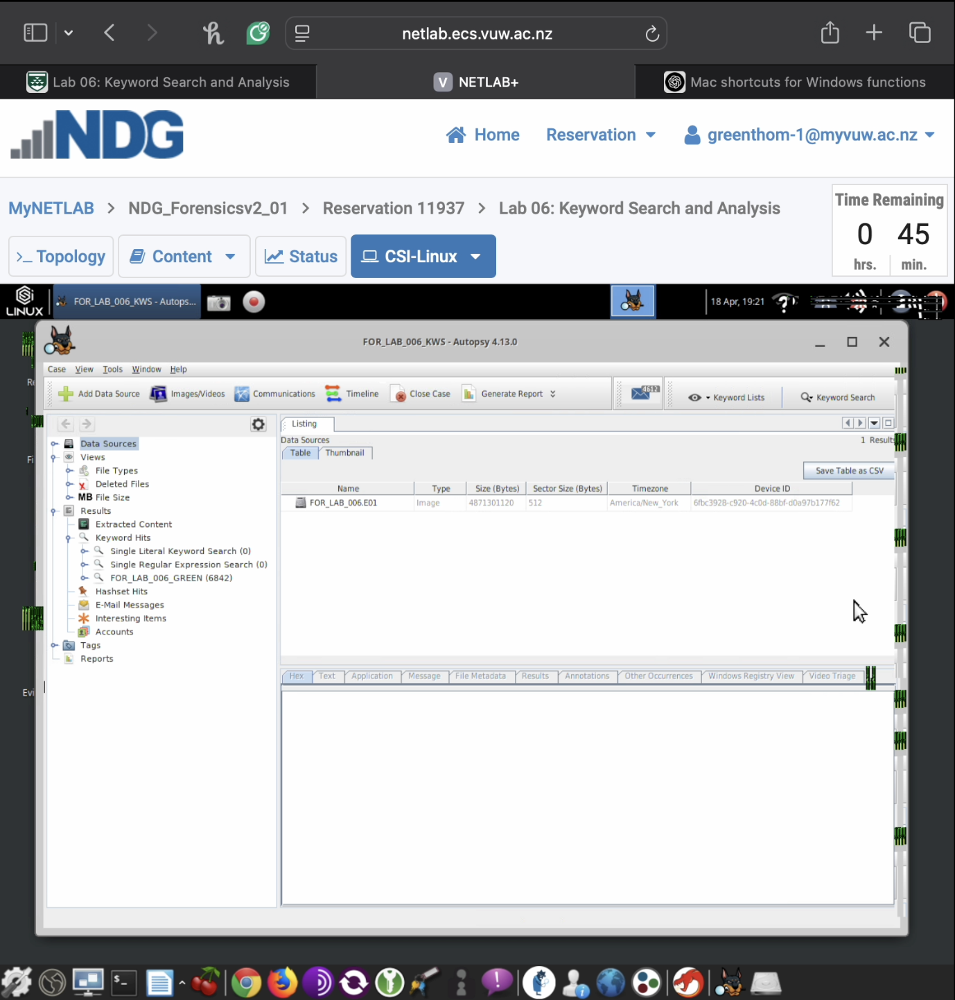 netlab.ecs.vuw.ac.nz
Lab 06: Keyword Search and Analysis
V NETLAB+
Mac shortcuts for Windows functions
NDG
Home
Reservation
greenthom-1@myvuw.ac.nz
MyNETLAB > NDG_Forensicsv2_01 > Reservation 11937 > Lab 06: Keyword Search and Analysis
Time Remaining
0 45
hrs. min.
>_ Topology
Content
Status
CSI-Linux
LINUX
FOR_LAB_006_KWS - Autops...
18 Apr, 19:21
FOR_LAB_006_KWS - Autopsy 4.13.0
Case View Tools Window Help
Add Data Source
Images/Videos
Communications
Timeline
Close Case
Generate Report
4612
Keyword Lists
Keyword Search
Data Sources
Views
File Types
Deleted Files
MB File Size
Results
Extracted Content
Keyword Hits
Single Literal Keyword Search (0)
Single Regular Expression Search (0)
FOR_LAB_006_GREEN (6842)
Hashset Hits
E-Mail Messages
Interesting Items
Accounts
Tags
Reports
Listing
Data Sources
1 Result
Table Thumbnail
Save Table as CSV
Name Type Size (Bytes) Sector Size (Bytes) Timezone Device ID
FOR_LAB_006.E01 Image 4871301120 512 America/New_York 6fbc3928-c920-4c0d-88bf-d0a97b177f62
Hex Text Application Message File Metadata Results Annotations Other Occurrences Windows Registry View Video Triage
Re
Fi
Evi
$_